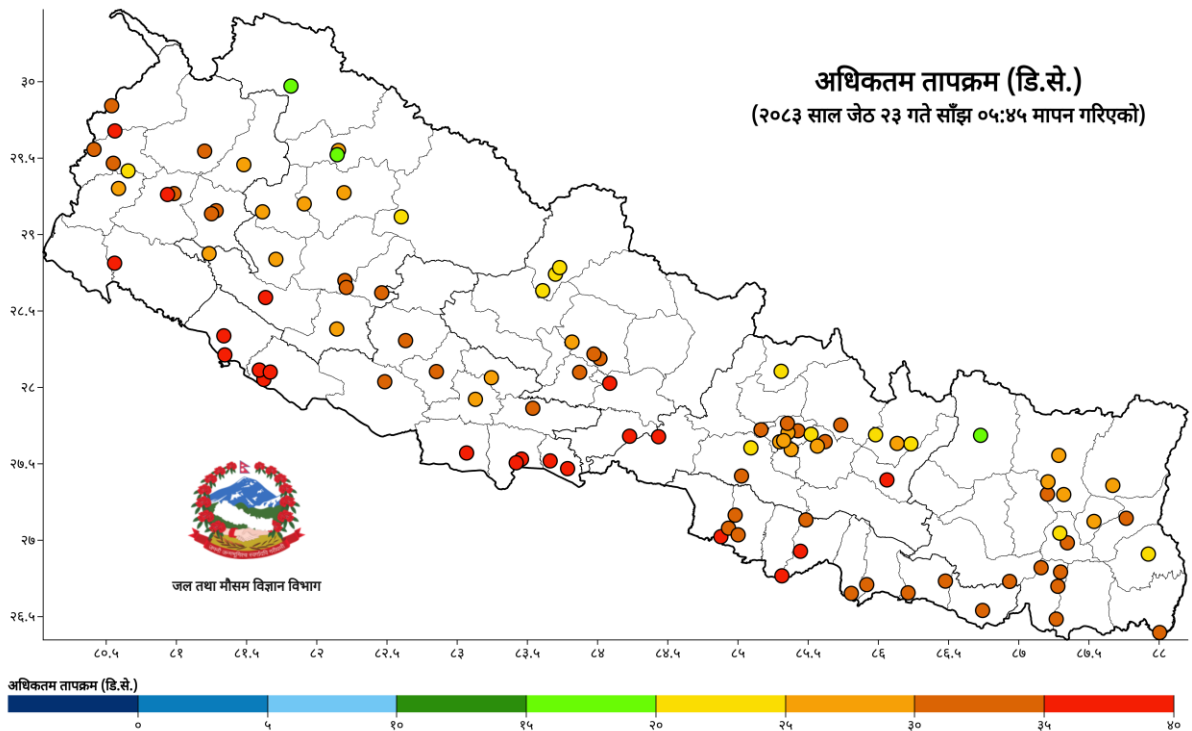 अधिकतम तापक्रम (डि.से.)
(२०८३ साल जेठ २३ गते साँझ ०५:४५ मापन गरिएको)
३०
२९.५
२९
२८.५
२८
२७.५
२७
२६.५
जल तथा मौसम विज्ञान विभाग
८०.५ ८१ ८१.५ ८२ ८२.५ ८३ ८३.५ ८४ ८४.५ ८५ ८५.५ ८६ ८६.५ ८७ ८७.५ ८८
अधिकतम तापक्रम (डि.से.)
० ५ १० १५ २० २५ ३० ३५ ४०